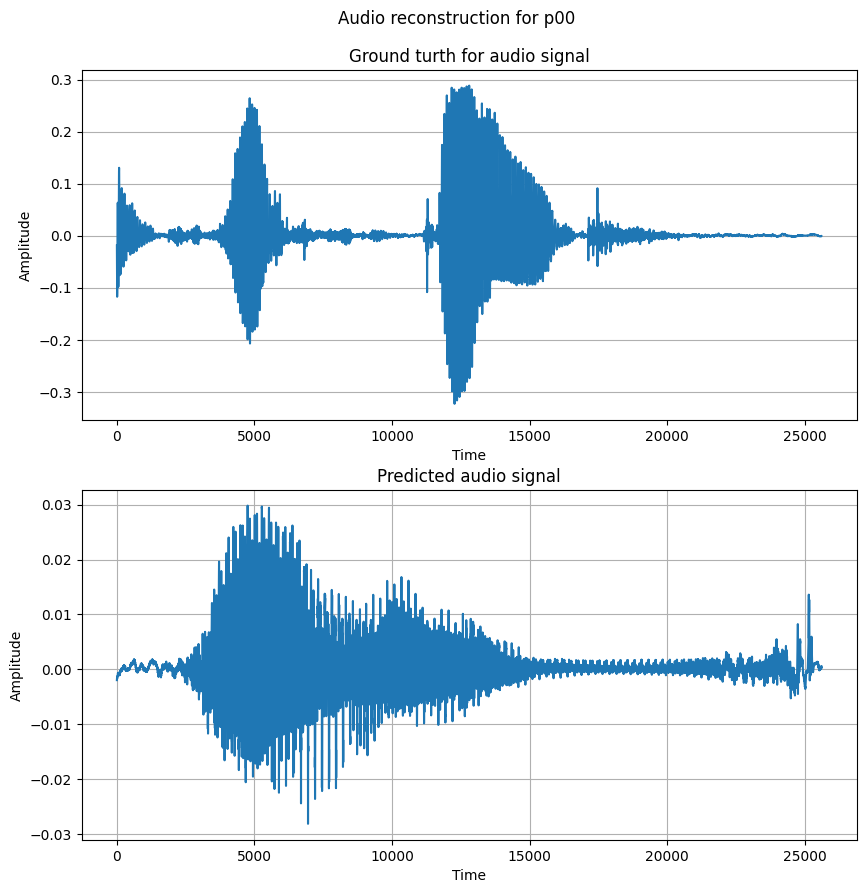 Audio reconstruction for p00
Ground turth for audio signal
0.3
0.2
0.1
0.0
−0.1
−0.2
−0.3
Amplitude
0 5000 10000 15000 20000 25000
Time
Predicted audio signal
0.03
0.02
0.01
0.00
−0.01
−0.02
−0.03
Amplitude
0 5000 10000 15000 20000 25000
Time